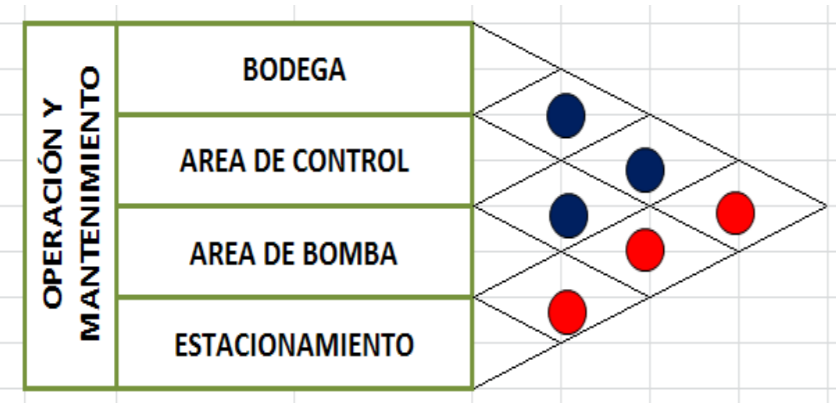 OPERACIÓN Y
MANTENIMIENTO
BODEGA
AREA DE CONTROL
AREA DE BOMBA
ESTACIONAMIENTO